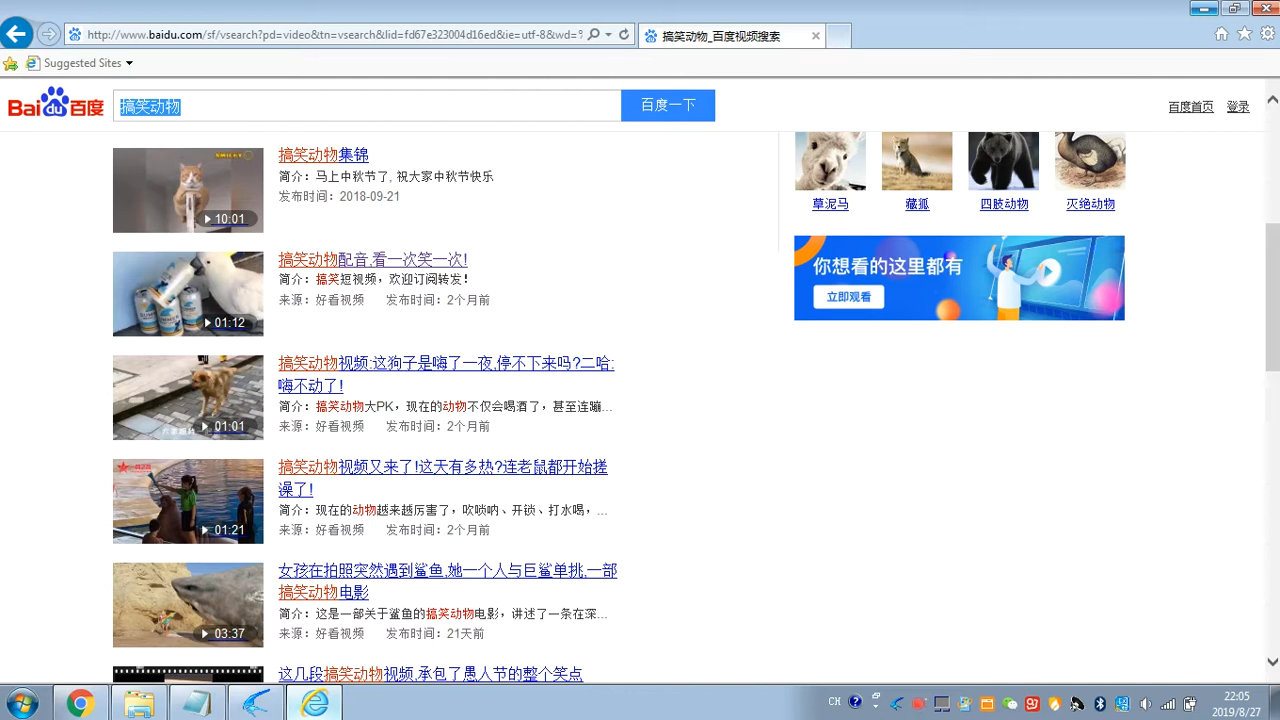 http://www.baidu.com/sf/vsearch?pd=video&tn=vsearch&lid=fd67e323004d16ed&ie=utf-8&wd=%
搞笑动物_百度视频搜索
Suggested Sites
Bai du 百度
搞笑动物
百度一下
百度首页 登录
搞笑动物集锦
简介：马上中秋节了, 祝大家中秋节快乐
发布时间：2018-09-21
10:01
搞笑动物配音,看一次笑一次!
简介：搞笑短视频，欢迎订阅转发！
来源：好看视频 发布时间：2个月前
01:12
搞笑动物视频:这狗子是嗨了一夜,停不下来吗?二哈:
嗨不动了!
简介：搞笑动物大PK，现在的动物不仅会喝酒了，甚至连蹦...
来源：好看视频 发布时间：2个月前
01:01
搞笑动物视频又来了!这天有多热?连老鼠都开始搓
澡了!
简介：现在的动物越来越厉害了，吹唢呐、开锁、打水喝，...
来源：好看视频 发布时间：2个月前
01:21
女孩在拍照突然遇到鲨鱼,她一个人与巨鲨单挑,一部
搞笑动物电影
简介：这是一部关于鲨鱼的搞笑动物电影，讲述了一条在深...
来源：好看视频 发布时间：21天前
03:37
这几段搞笑动物视频,承包了愚人节的整个笑点
草泥马 藏狐 四肢动物 灭绝动物
你想看的这里都有
立即观看
CH
22:05
2019/8/27